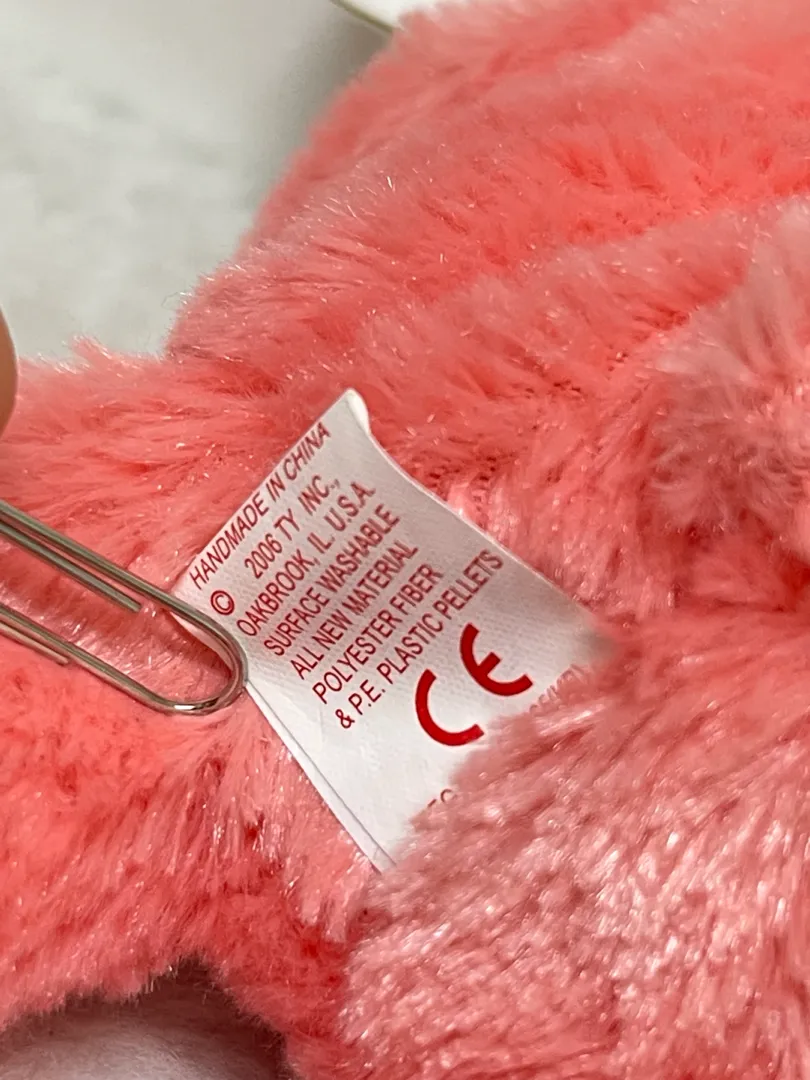 HANDMADE IN CHINA
© 2006 TY INC.,
OAKBROOK, IL. U.S.A.
SURFACE WASHABLE
ALL NEW MATERIAL
POLYESTER FIBER
& P.E. PLASTIC PELLETS
CE